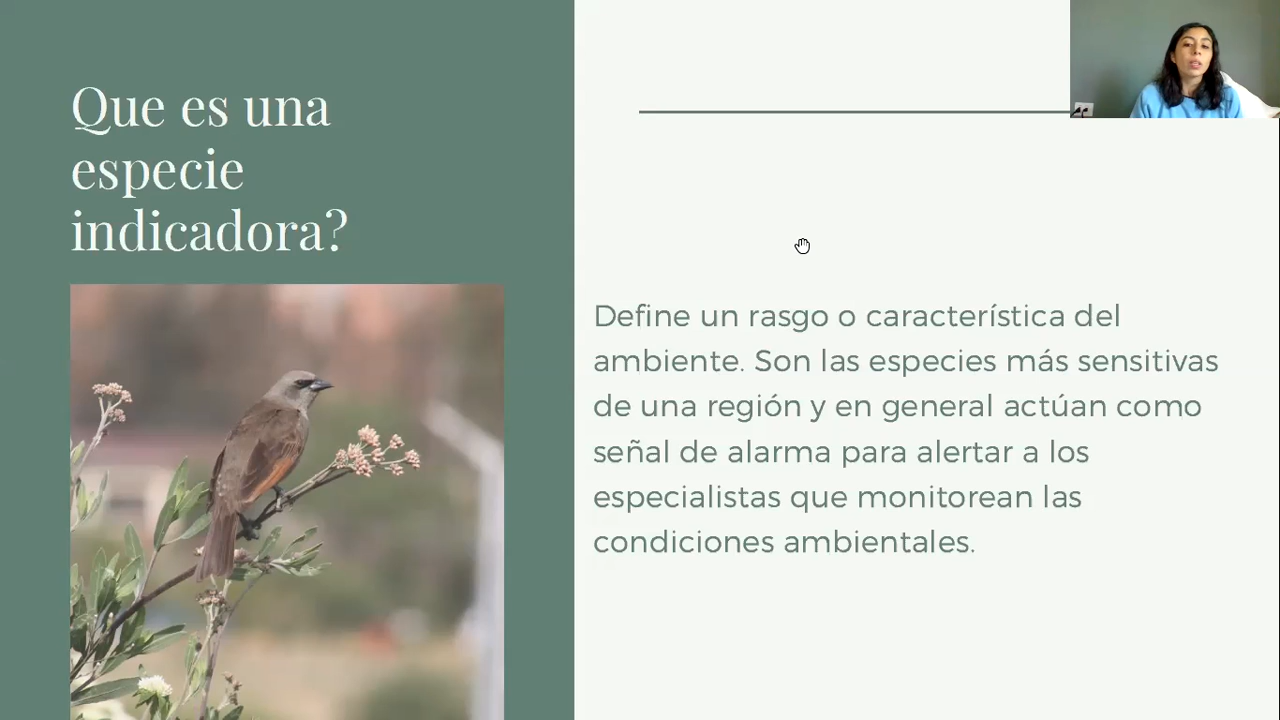 Que es una
especie
indicadora?
Define un rasgo o característica del
ambiente. Son las especies más sensitivas
de una región y en general actúan como
señal de alarma para alertar a los
especialistas que monitorean las
condiciones ambientales.